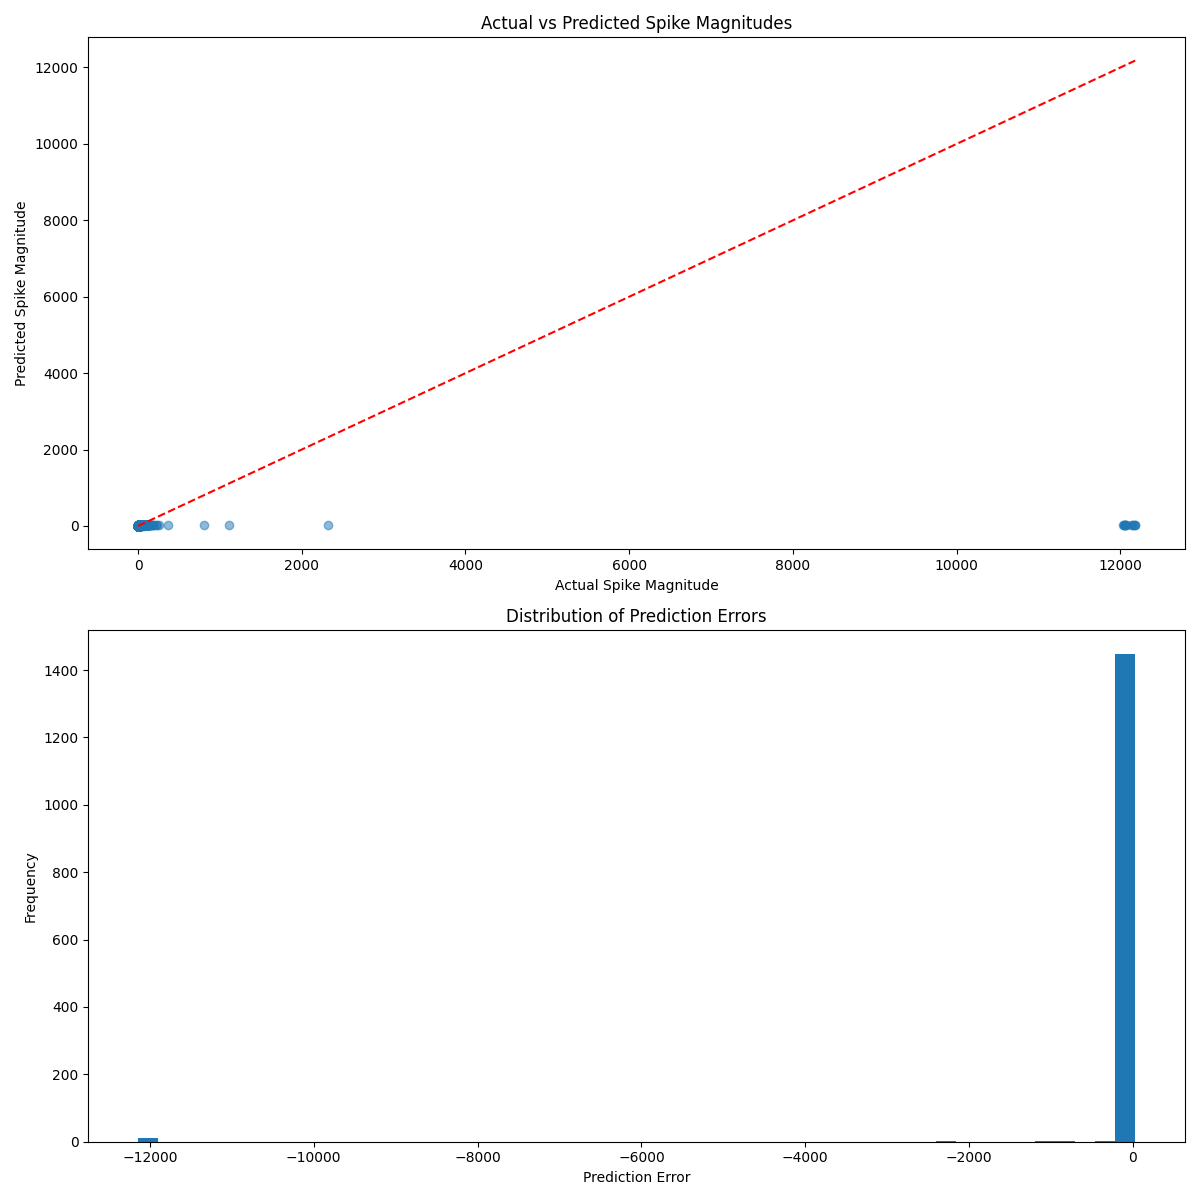 Actual vs Predicted Spike Magnitudes
12000
10000
8000
6000
4000
2000
0
Predicted Spike Magnitude
0 2000 4000 6000 8000 10000 12000
Actual Spike Magnitude
Distribution of Prediction Errors
1400
1200
1000
800
600
400
200
0
Frequency
−12000 −10000 −8000 −6000 −4000 −2000 0
Prediction Error